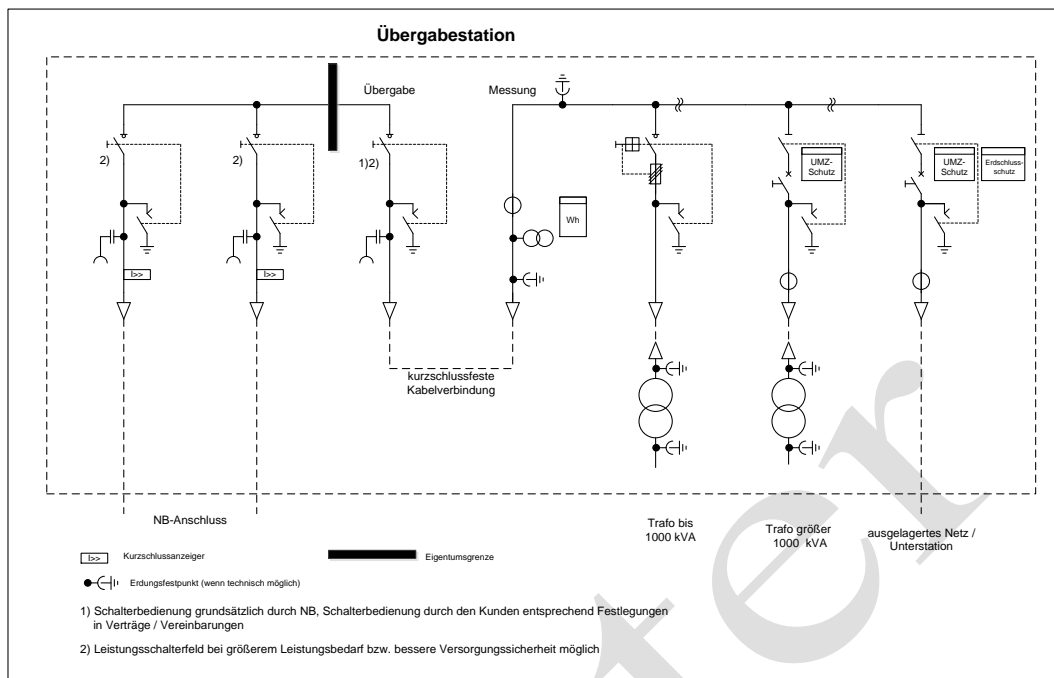 Übergabestation
Übergabe
Messung
2)
2)
1)2)
UMZ-
Schutz
UMZ-
Schutz
Erdschluss-
schutz
Wh
I>>
I>>
kurzschlussfeste
Kabelverbindung
NB-Anschluss
Trafo bis
1000 kVA
Trafo größer
1000 kVA
ausgelagertes Netz /
Unterstation
I>> Kurzschlussanzeiger
Eigentumsgrenze
Erdungsfestpunkt (wenn technisch möglich)
1) Schalterbedienung grundsätzlich durch NB, Schalterbedienung durch den Kunden entsprechend Festlegungen
in Verträge / Vereinbarungen
2) Leistungsschalterfeld bei größerem Leistungsbedarf bzw. bessere Versorgungssicherheit möglich
ter